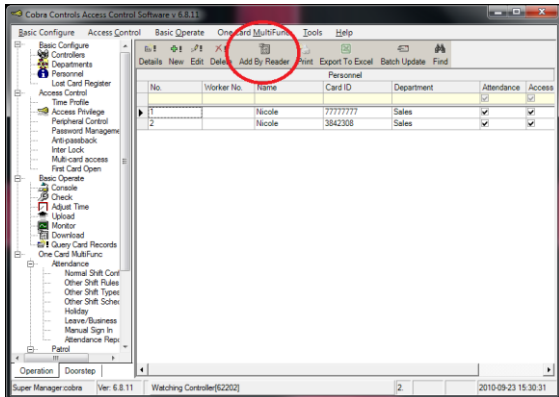 Cobra Controls Access Control Software v 6.8.11
Basic Configure Access Control Basic Operate One Card MultiFunc Tools Help
Details New Edit Delete Add By Reader Print Export To Excel Batch Update Find
Personnel
No. Worker No. Name Card ID Department Attendance Access
1 Nicole 77777777 Sales
2 Nicole 3842308 Sales
Basic Configure
Controllers
Departments
Personnel
Lost Card Register
Access Control
Time Profile
Access Privilege
Peripheral Control
Password Manageme
Anti-passback
Inter Lock
Multi-card access
First Card Open
Basic Operate
Console
Check
Adjust Time
Upload
Monitor
Download
Query Card Records
One Card MultiFunc
Attendance
Normal Shift Conf
Other Shift Rules
Other Shift Types
Other Shift Sched
Holiday
Leave/Business
Manual Sign In
Attendance Repo
Patrol
Operation Doorstep
Super Manager:cobra Ver: 6.8.11 Watching Controller[62202] 2. 2010-09-23 15:30:31